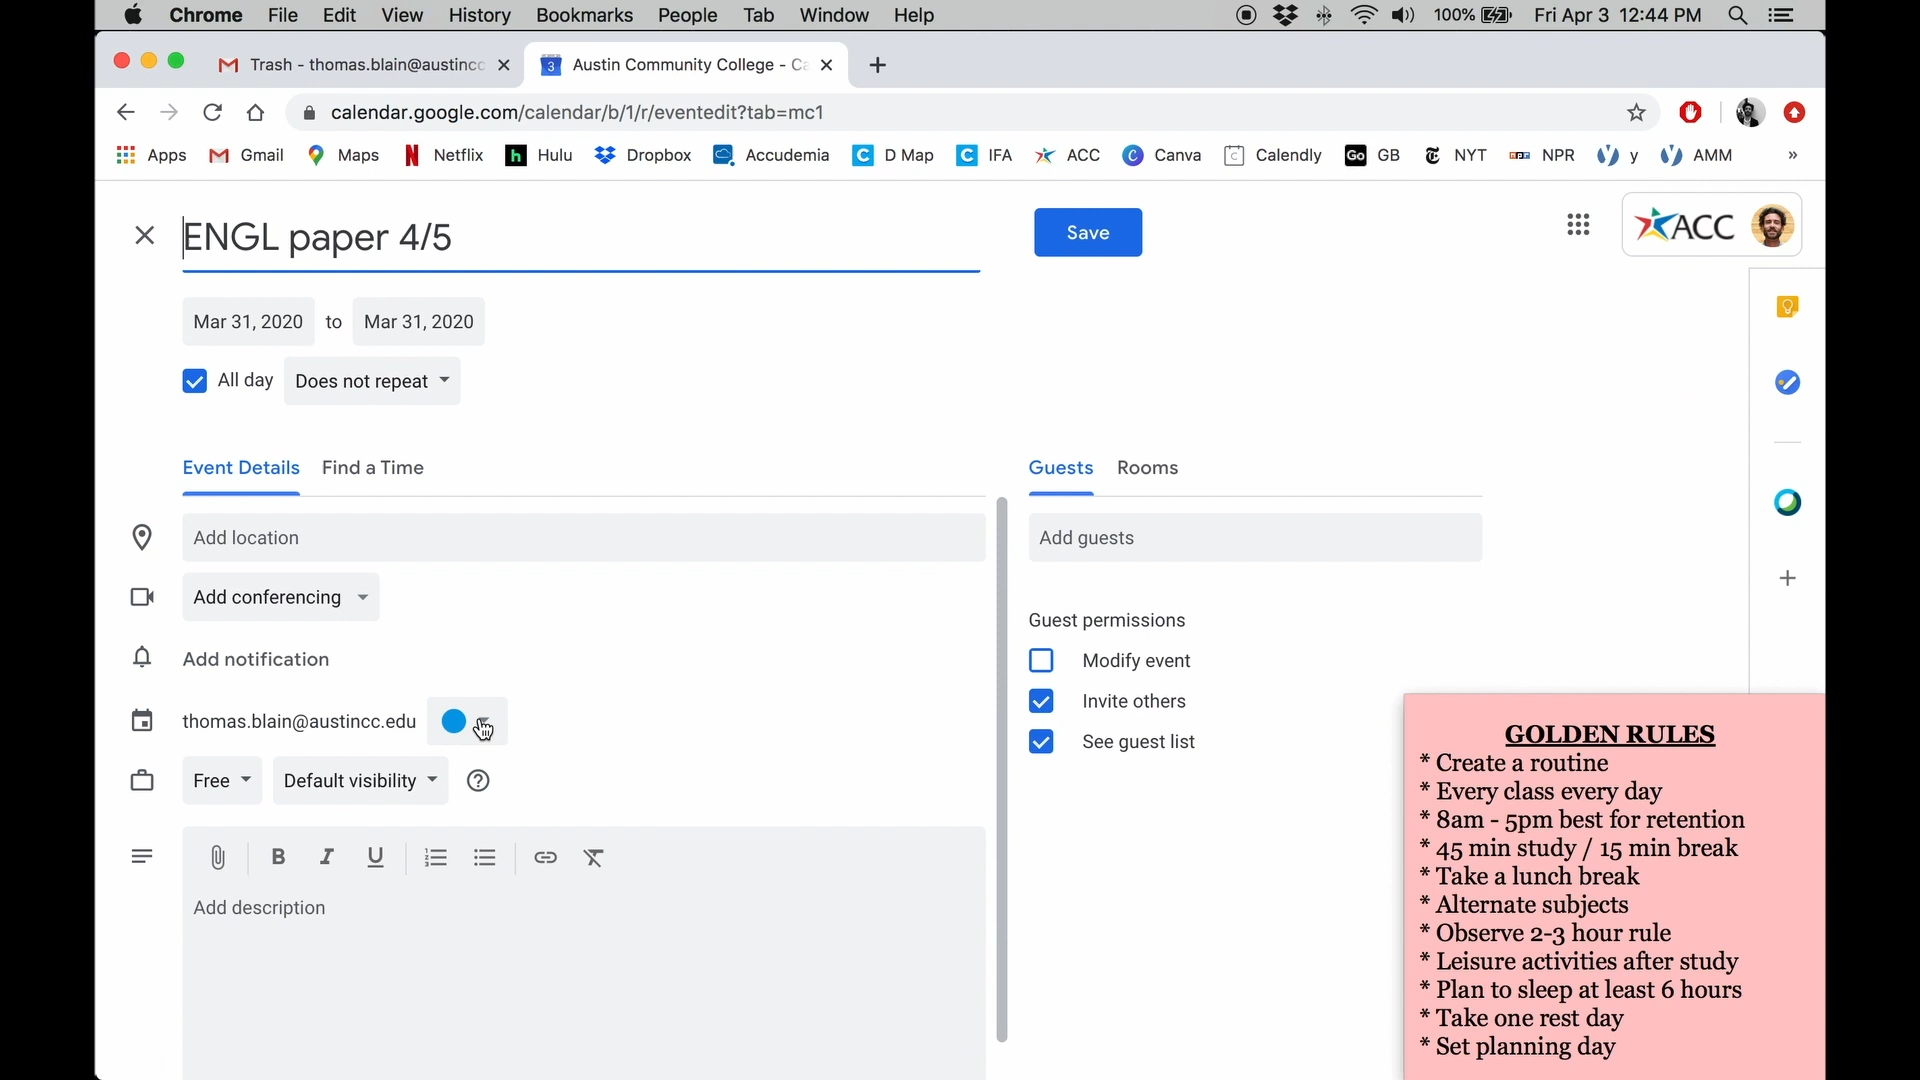 Chrome File Edit View History Bookmarks People Tab Window Help 100% Fri Apr 3 12:44 PM
Trash - thomas.blain@austincc
3 Austin Community College - Ca
calendar.google.com/calendar/b/1/r/eventedit?tab=mc1
Apps Gmail Maps Netflix Hulu Dropbox Accudemia D Map IFA ACC Canva Calendly GB NYT NPR y AMM »
ENGL paper 4/5
Save
ACC
Mar 31, 2020 to Mar 31, 2020
All day Does not repeat
Event Details Find a Time
Guests Rooms
Add location
Add guests
Add conferencing
Guest permissions
Add notification
Modify event
Invite others
thomas.blain@austincc.edu
See guest list
Free Default visibility
B I U
Add description
GOLDEN RULES
* Create a routine
* Every class every day
* 8am - 5pm best for retention
* 45 min study / 15 min break
* Take a lunch break
* Alternate subjects
* Observe 2-3 hour rule
* Leisure activities after study
* Plan to sleep at least 6 hours
* Take one rest day
* Set planning day